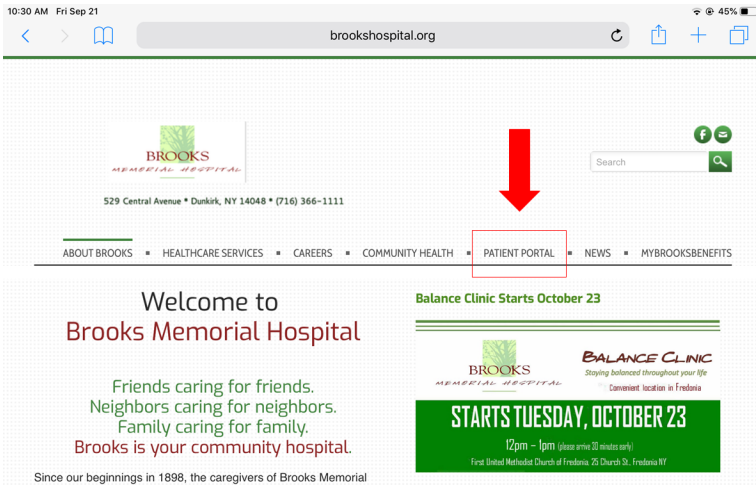 10:30 AM Fri Sep 21
45%
brookshospital.org
BROOKS
MEMORIAL HOSPITAL
Search
529 Central Avenue * Dunkirk, NY 14048 * (716) 366-1111
ABOUT BROOKS ▪ HEALTHCARE SERVICES ▪ CAREERS ▪ COMMUNITY HEALTH ▪ PATIENT PORTAL ▪ NEWS ▪ MYBROOKSBENEFITS
Welcome to
Brooks Memorial Hospital
Friends caring for friends.
Neighbors caring for neighbors.
Family caring for family.
Brooks is your community hospital.
Since our beginnings in 1898, the caregivers of Brooks Memorial
Balance Clinic Starts October 23
BROOKS
MEMORIAL HOSPITAL
BALANCE CLINIC
Staying balanced throughout your life
Convenient location in Fredonia
STARTS TUESDAY, OCTOBER 23
12pm – 1pm (please arrive 30 minutes early)
First United Methodist Church of Fredonia, 25 Church St., Fredonia NY